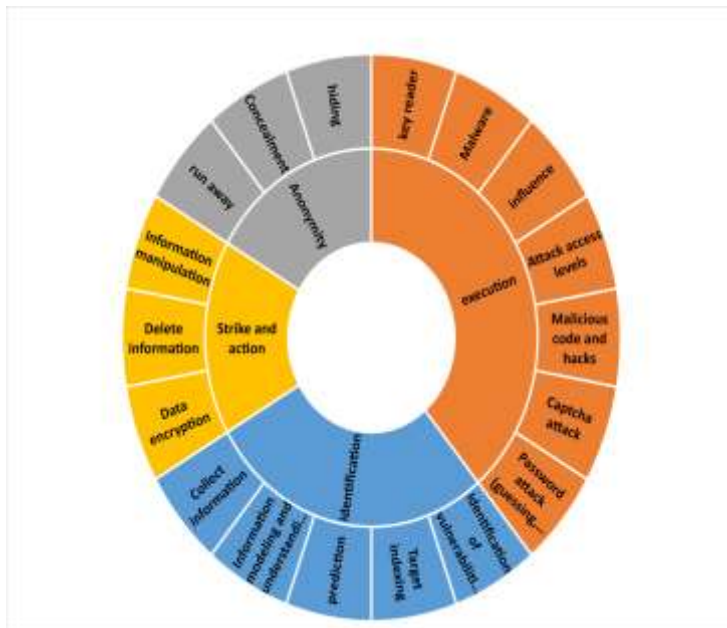 key reader
Malware
influence
Attack access
levels
Malicious
code and
hacks
Captcha
attack
Password
attack
(guessing,...
execution
Identification
of
vulnerabiliti...
Target
indexing
prediction
Information
modeling and
understandi...
Collect
information
identification
Data
encryption
Delete
information
Information
manipulation
Strike and
action
run away
Concealment
hiding
Anonymity